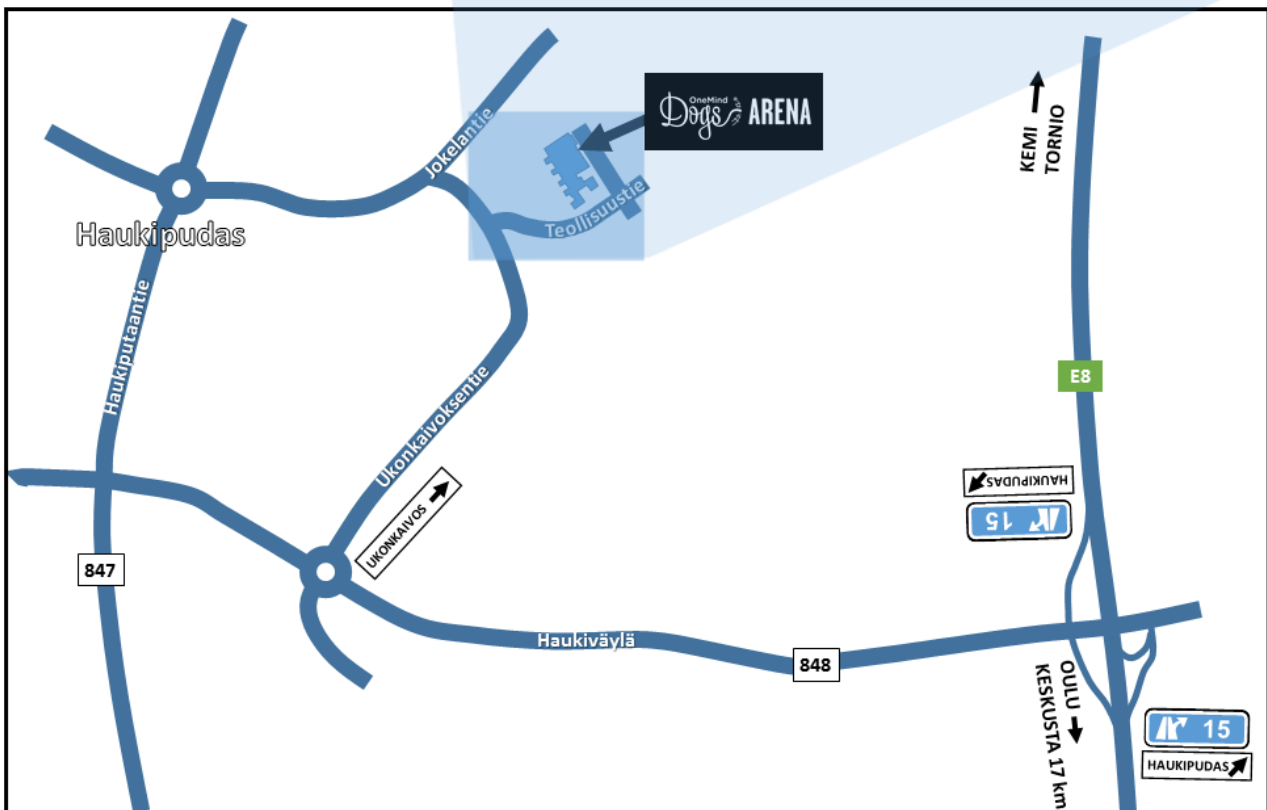 OneMind
Dogs ARENA
KEMI
TORNIO
Jokelantie
Teollisuustie
Haukipudas
Haukiputaantie
E8
Ukonkaivoksentie
HAUKIPUDAS
15
UKONKAIVOS
847
Haukiväylä
848
OULU
KESKUSTA 17 km
15
HAUKIPUDAS